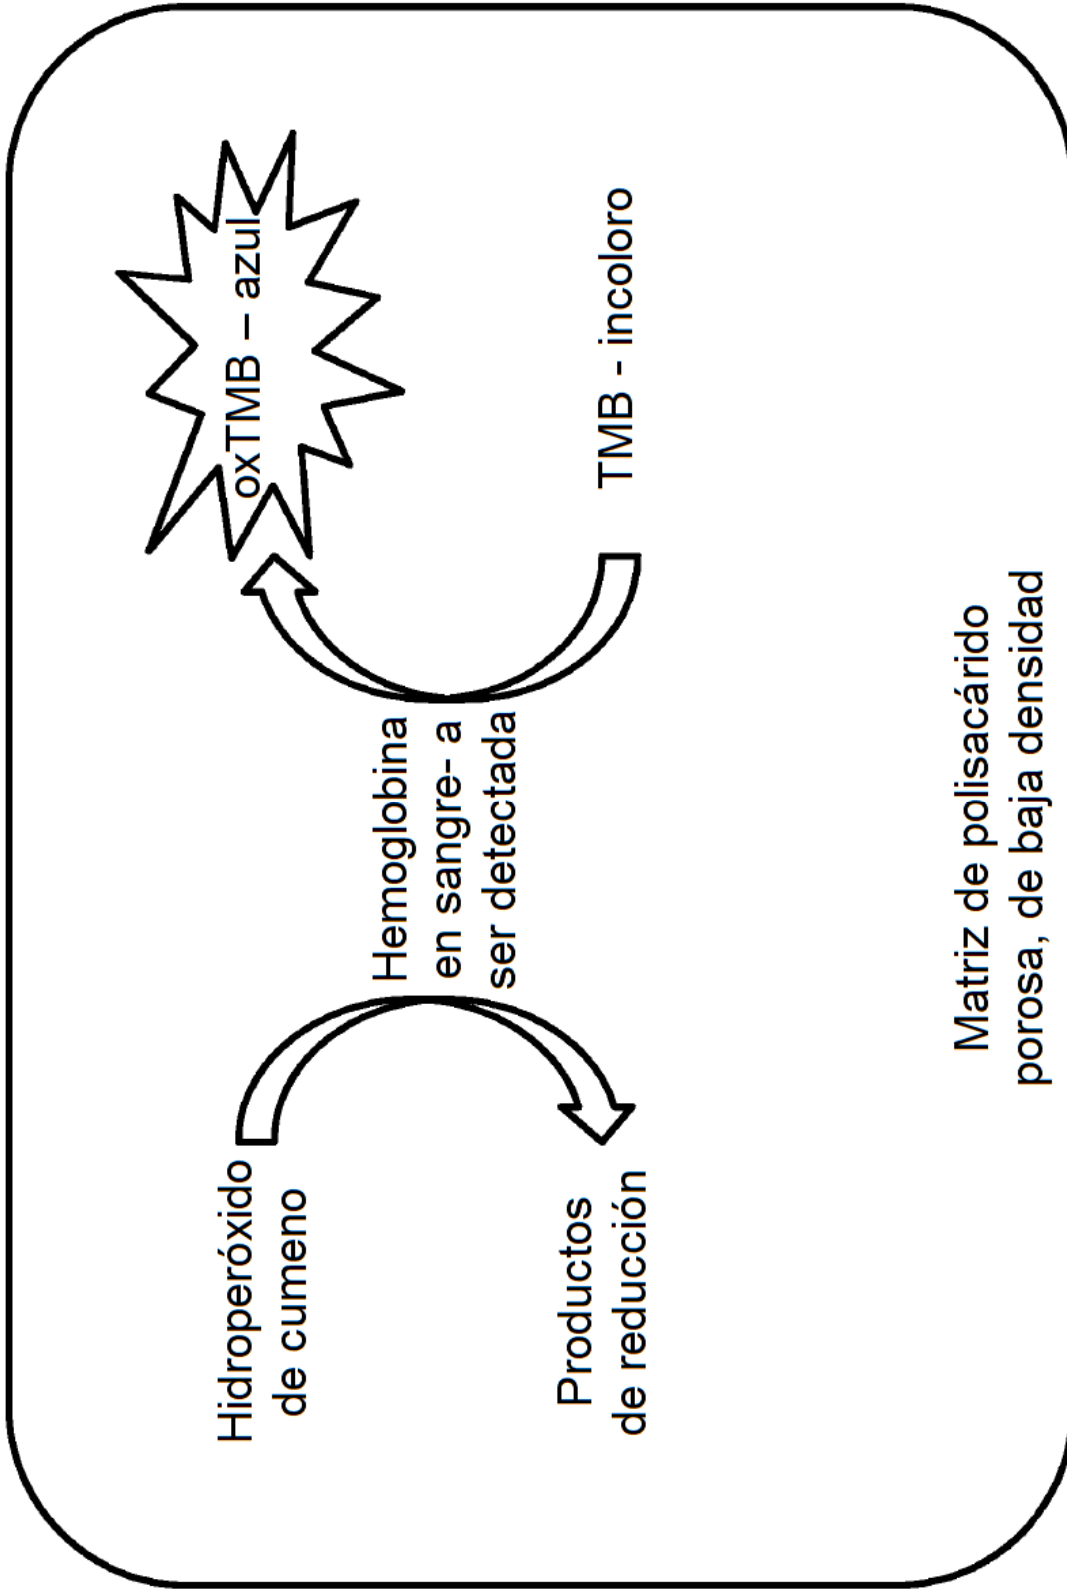 Hidroperóxido
de cumeno
Productos
de reducción
Hemoglobina
en sangre- a
ser detectada
oxTMB – azul
TMB - incoloro
Matriz de polisacárido
porosa, de baja densidad